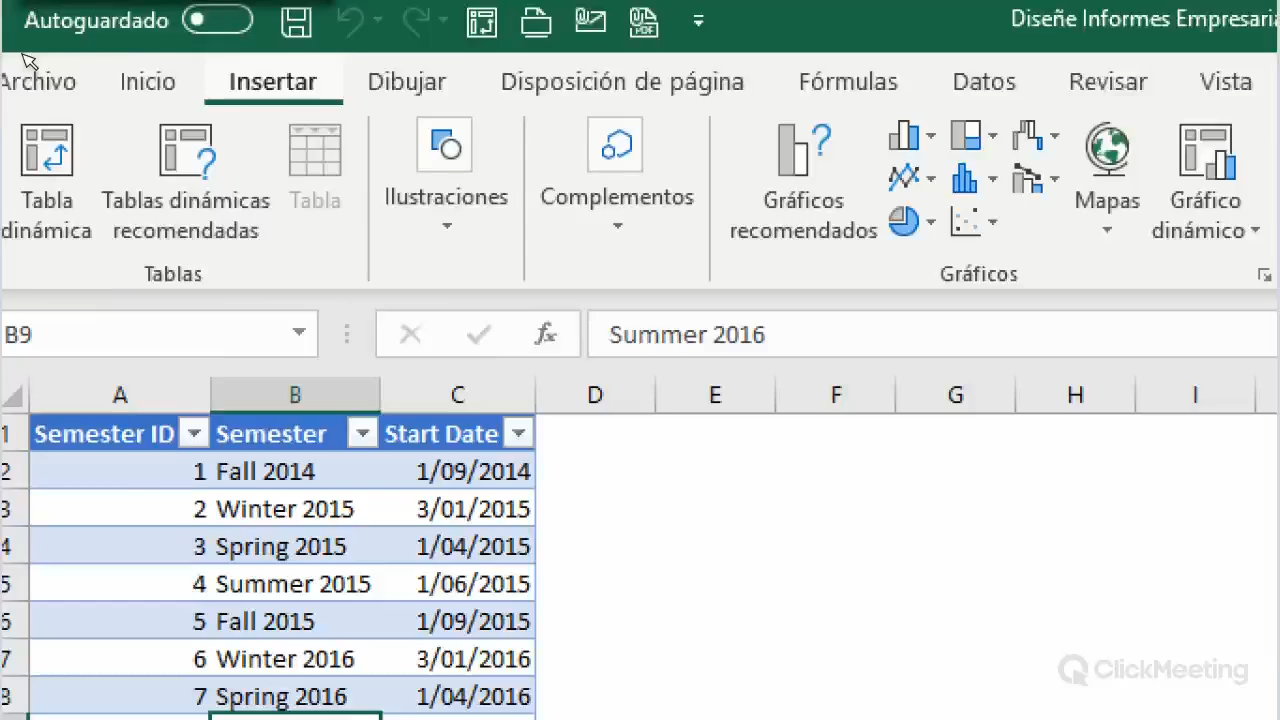 Autoguardado
Diseñe Informes Empresaria
PDF
Archivo Inicio Insertar Dibujar Disposición de página Fórmulas Datos Revisar Vista
Tabla dinámica
Tablas dinámicas recomendadas
Tabla
Tablas
Ilustraciones
Complementos
Gráficos recomendados
Mapas
Gráfico dinámico
Gráficos
B9 fx Summer 2016
A B C D E F G H I
1 Semester ID Semester Start Date
2 1 Fall 2014 1/09/2014
3 2 Winter 2015 3/01/2015
4 3 Spring 2015 1/04/2015
5 4 Summer 2015 1/06/2015
6 5 Fall 2015 1/09/2015
7 6 Winter 2016 3/01/2016
8 7 Spring 2016 1/04/2016
ClickMeeting